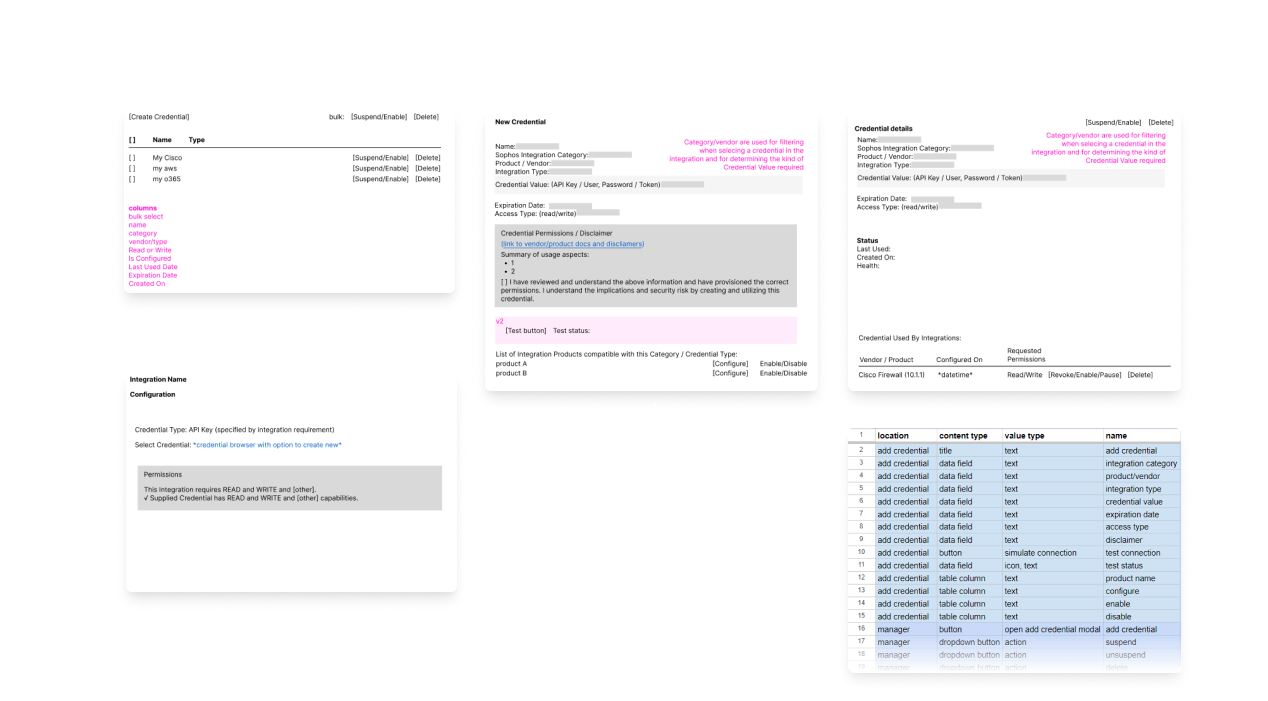 [Create Credential] bulk: [Suspend/Enable] [Delete]
[ ] Name Type
[ ] My Cisco [Suspend/Enable] [Delete]
[ ] my aws [Suspend/Enable] [Delete]
[ ] my o365 [Suspend/Enable] [Delete]
columns
bulk select
name
category
vendor/type
Read or Write
Is Configured
Last Used Date
Expiration Date
Created On
Integration Name
Configuration
Credential Type: API Key (specified by integration requirement)
Select Credential: *credential browser with option to create new*
Permissions
This Integration requires READ and WRITE and [other].
√ Supplied Credential has READ and WRITE and [other] capabilities.
New Credential
Category/vendor are used for filtering
when selecing a credential in the
integration and for determining the kind of
Credential Value required
Name:
Sophos Integration Category:
Product / Vendor:
Integration Type:
Credential Value: (API Key / User, Password / Token)
Expiration Date:
Access Type: (read/write)
Credential Permissions / Disclaimer
(link to vendor/product docs and discliamers)
Summary of usage aspects:
• 1
• 2
[ ] I have reviewed and understand the above information and have provisioned the correct
permissions. I understand the implications and security risk by creating and utilizing this
credential.
v2
[Test button] Test status:
List of Integration Products compatible with this Category / Credential Type:
product A [Configure] Enable/Disable
product B [Configure] Enable/Disable
[Suspend/Enable] [Delete]
Credential details
Category/vendor are used for filtering
when selecing a credential in the
integration and for determining the kind of
Credential Value required
Name:
Sophos Integration Category:
Product / Vendor:
Integration Type:
Credential Value: (API Key / User, Password / Token)
Expiration Date:
Access Type: (read/write)
Status
Last Used:
Created On:
Health:
Credential Used By Integrations:
Vendor / Product Configured On Requested
Permissions
Cisco Firewall (10.1.1) *datetime* Read/Write [Revoke/Enable/Pause] [Delete]
1 location content type value type name
2 add credential title text add credential
3 add credential data field text integration category
4 add credential data field text product/vendor
5 add credential data field text integration type
6 add credential data field text credential value
7 add credential data field text expiration date
8 add credential data field text access type
9 add credential data field text disclaimer
10 add credential button simulate connection test connection
11 add credential data field icon, text test status
12 add credential table column text product name
13 add credential table column text configure
14 add credential table column text enable
15 add credential table column text disable
16 manager button open add credential modal add credential
17 manager dropdown button action suspend
18 manager dropdown button action unsuspend
19 manager dropdown button action delete